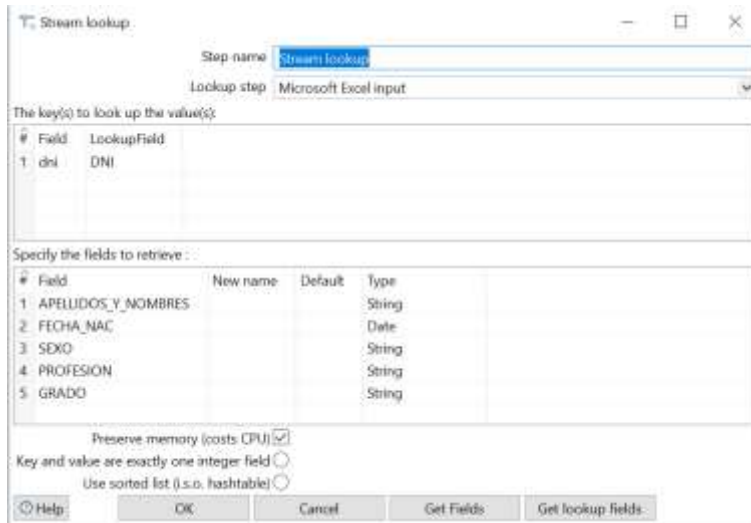 Stream lookup
Step name Stream lookup
Lookup step Microsoft Excel input
The key(s) to look up the value(s):
# Field LookupField
1 dni DNI
Specify the fields to retrieve :
# Field New name Default Type
1 APELLIDOS_Y_NOMBRES String
2 FECHA_NAC Date
3 SEXO String
4 PROFESION String
5 GRADO String
Preserve memory (costs CPU)
Key and value are exactly one integer field
Use sorted list (i.s.o. hashtable)
Help OK Cancel Get Fields Get lookup fields